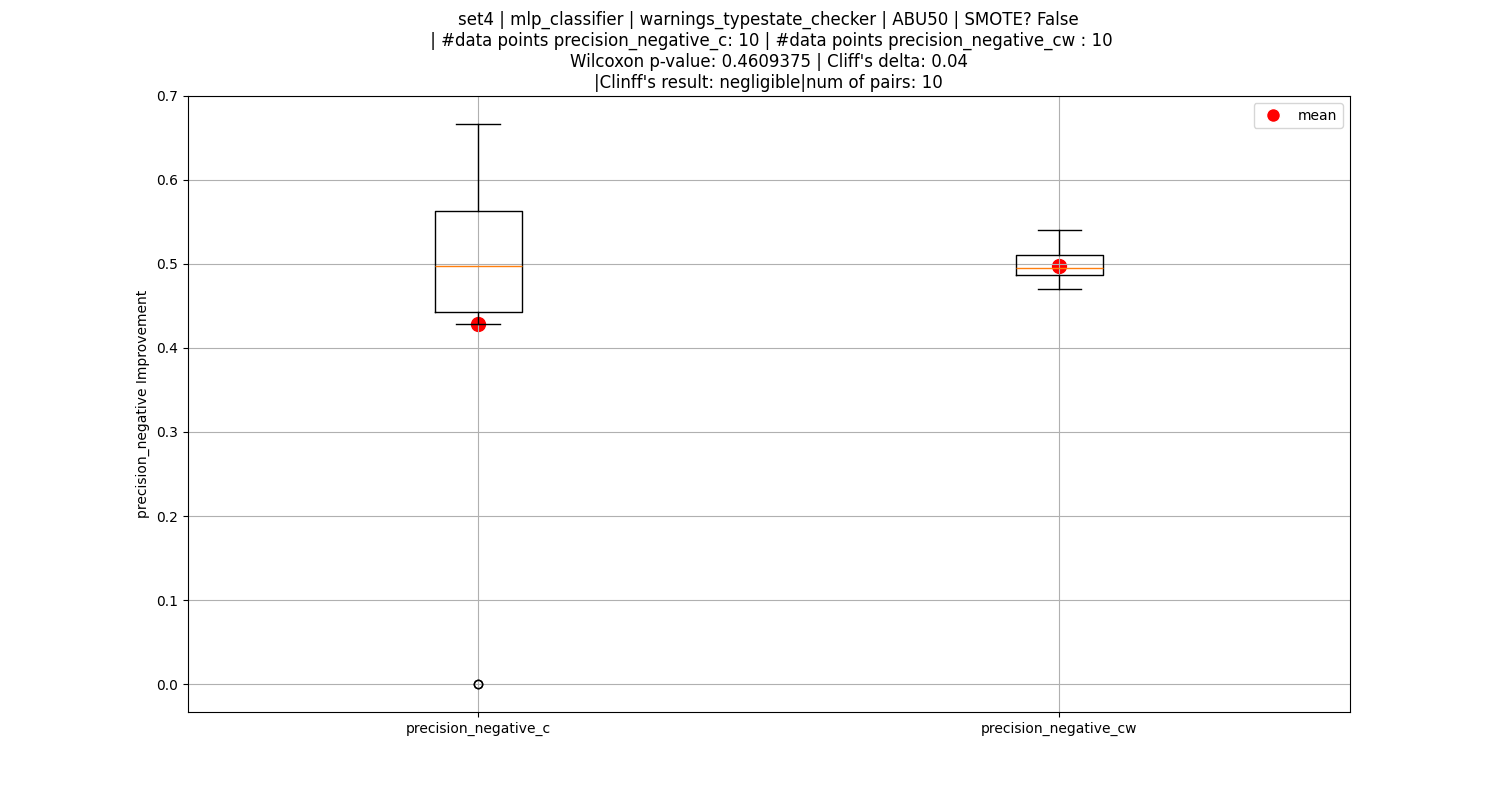 set4 | mlp_classifier | warnings_typestate_checker | ABU50 | SMOTE? False
| #data points precision_negative_c: 10 | #data points precision_negative_cw : 10
Wilcoxon p-value: 0.4609375 | Cliff's delta: 0.04
|Clinff's result: negligible|num of pairs: 10
mean
0.7
0.6
0.5
0.4
0.3
0.2
0.1
0.0
precision_negative Improvement
precision_negative_c
precision_negative_cw